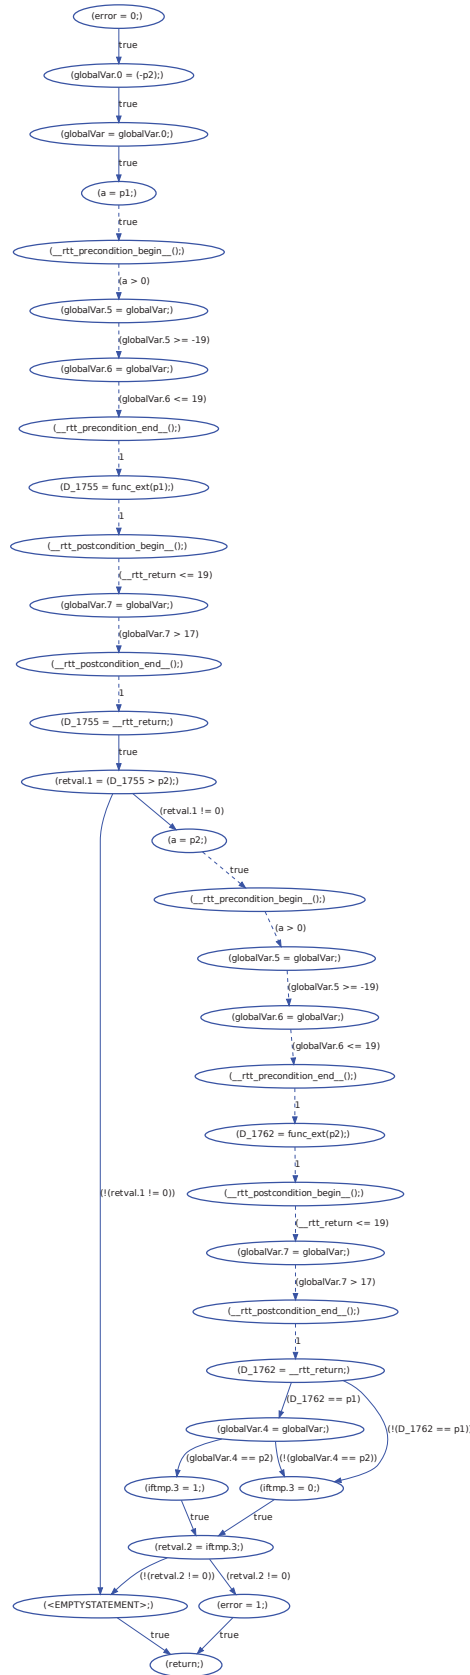 (error = 0;)
true
(globalVar.0 = (-p2);)
true
(globalVar = globalVar.0;)
true
(a = p1;)
true
(__rtt_precondition_begin__();)
(a > 0)
(globalVar.5 = globalVar;)
(globalVar.5 >= -19)
(globalVar.6 = globalVar;)
(globalVar.6 <= 19)
(__rtt_precondition_end__();)
1
(D_1755 = func_ext(p1);)
1
(__rtt_postcondition_begin__();)
(__rtt_return <= 19)
(globalVar.7 = globalVar;)
(globalVar.7 > 17)
(__rtt_postcondition_end__();)
1
(D_1755 = __rtt_return;)
true
(retval.1 = (D_1755 > p2);)
(retval.1 != 0)
(a = p2;)
true
(__rtt_precondition_begin__();)
(a > 0)
(globalVar.5 = globalVar;)
(globalVar.5 >= -19)
(globalVar.6 = globalVar;)
(globalVar.6 <= 19)
(__rtt_precondition_end__();)
1
(D_1762 = func_ext(p2);)
1
(!(retval.1 != 0))
(__rtt_postcondition_begin__();)
(__rtt_return <= 19)
(globalVar.7 = globalVar;)
(globalVar.7 > 17)
(__rtt_postcondition_end__();)
1
(D_1762 = __rtt_return;)
(D_1762 == p1)
(globalVar.4 = globalVar;)
(!(D_1762 == p1))
(globalVar.4 == p2)
(!(globalVar.4 == p2))
(iftmp.3 = 1;)
(iftmp.3 = 0;)
true
true
(retval.2 = iftmp.3;)
(!(retval.2 != 0))
(retval.2 != 0)
(<EMPTYSTATEMENT>;)
(error = 1;)
true
true
(return;)